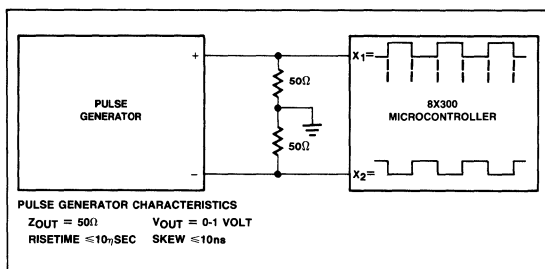 +
X1=
50Ω
PULSE
GENERATOR
8X300
MICROCONTROLLER
50Ω
−
X2=
PULSE GENERATOR CHARACTERISTICS
ZOUT = 50Ω VOUT = 0-1 VOLT
RISETIME ≤10ηSEC SKEW ≤10ns